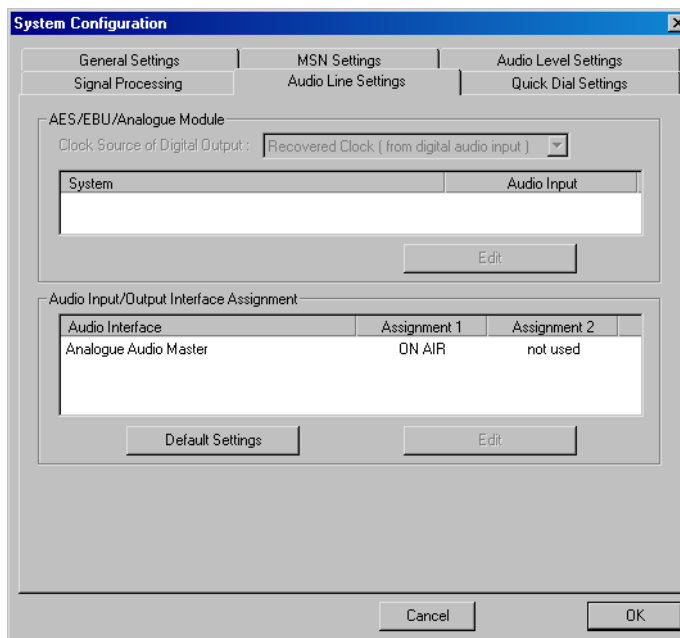 System Configuration
General Settings MSN Settings Audio Level Settings
Signal Processing Audio Line Settings Quick Dial Settings
AES/EBU/Analogue Module
Clock Source of Digital Output : Recovered Clock ( from digital audio input )
System Audio Input
Edit
Audio Input/Output Interface Assignment
Audio Interface Assignment 1 Assignment 2
Analogue Audio Master ON AIR not used
Default Settings Edit
Cancel OK